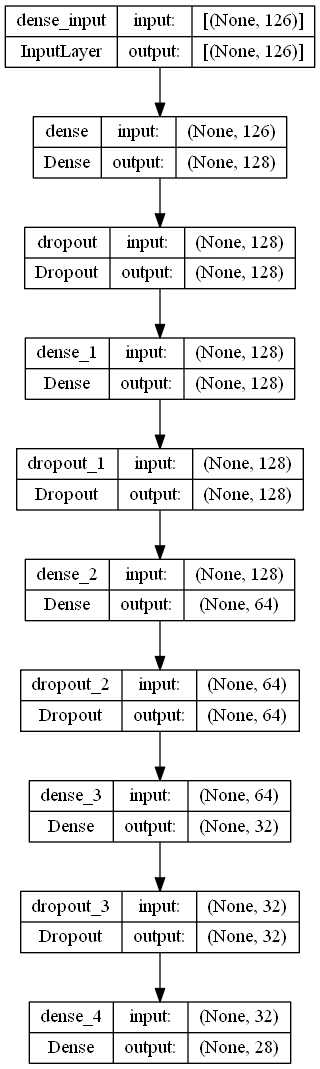 dense_input input: [(None, 126)]
InputLayer output: [(None, 126)]
dense input: (None, 126)
Dense output: (None, 128)
dropout input: (None, 128)
Dropout output: (None, 128)
dense_1 input: (None, 128)
Dense output: (None, 128)
dropout_1 input: (None, 128)
Dropout output: (None, 128)
dense_2 input: (None, 128)
Dense output: (None, 64)
dropout_2 input: (None, 64)
Dropout output: (None, 64)
dense_3 input: (None, 64)
Dense output: (None, 32)
dropout_3 input: (None, 32)
Dropout output: (None, 32)
dense_4 input: (None, 32)
Dense output: (None, 28)